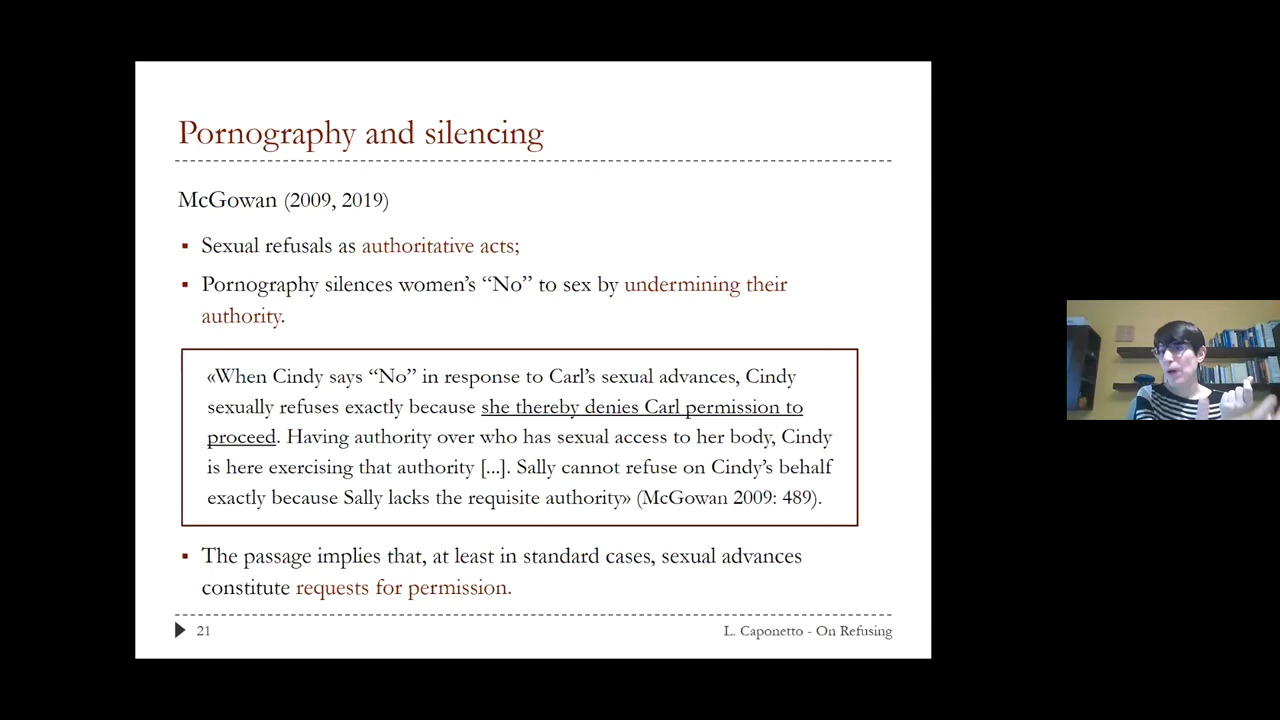 Pornography and silencing
McGowan (2009, 2019)
▪ Sexual refusals as authoritative acts;
▪ Pornography silences women’s “No” to sex by undermining their
authority.
«When Cindy says “No” in response to Carl’s sexual advances, Cindy
sexually refuses exactly because she thereby denies Carl permission to
proceed. Having authority over who has sexual access to her body, Cindy
is here exercising that authority [...]. Sally cannot refuse on Cindy’s behalf
exactly because Sally lacks the requisite authority» (McGowan 2009: 489).
▪ The passage implies that, at least in standard cases, sexual advances
constitute requests for permission.
21
L. Caponetto - On Refusing